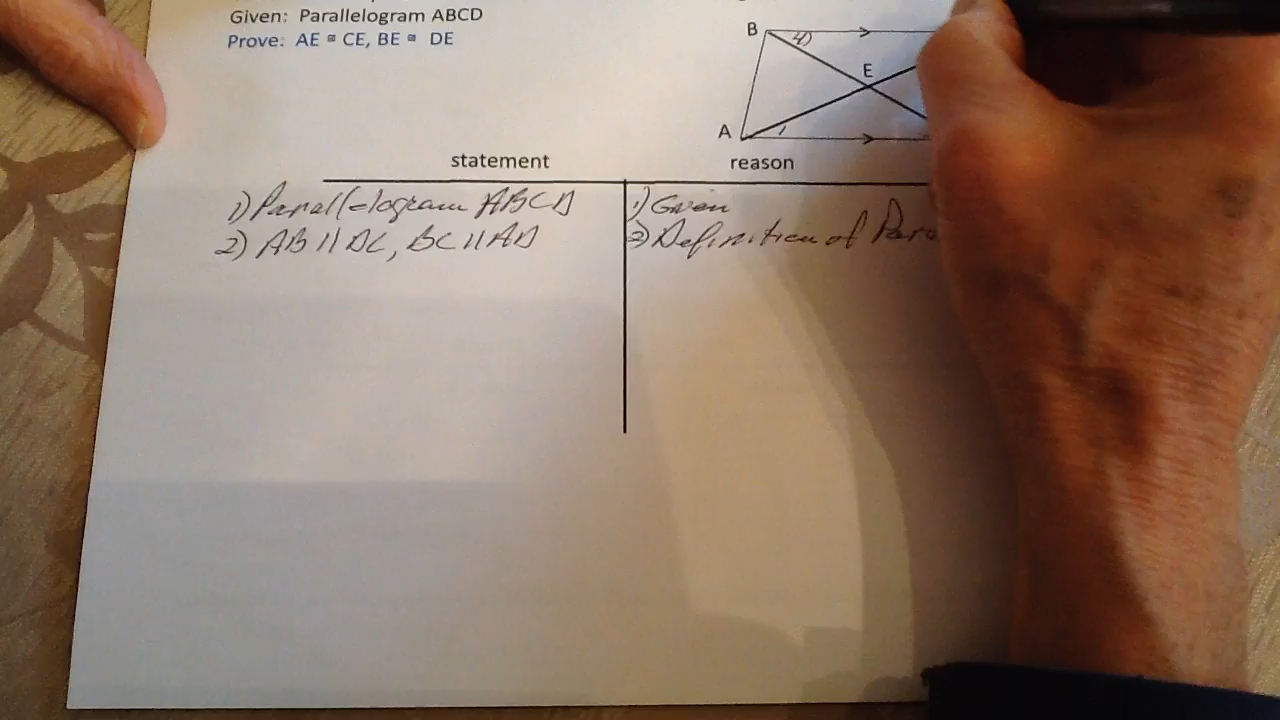 Given: Parallelogram ABCD
Prove: AE ≅ CE, BE ≅ DE
B
4)
E
A
1
statement
reason
1) Parallelogram ABCD
1) Given
2) AB // DC, BC // AD
2) Definition of Para